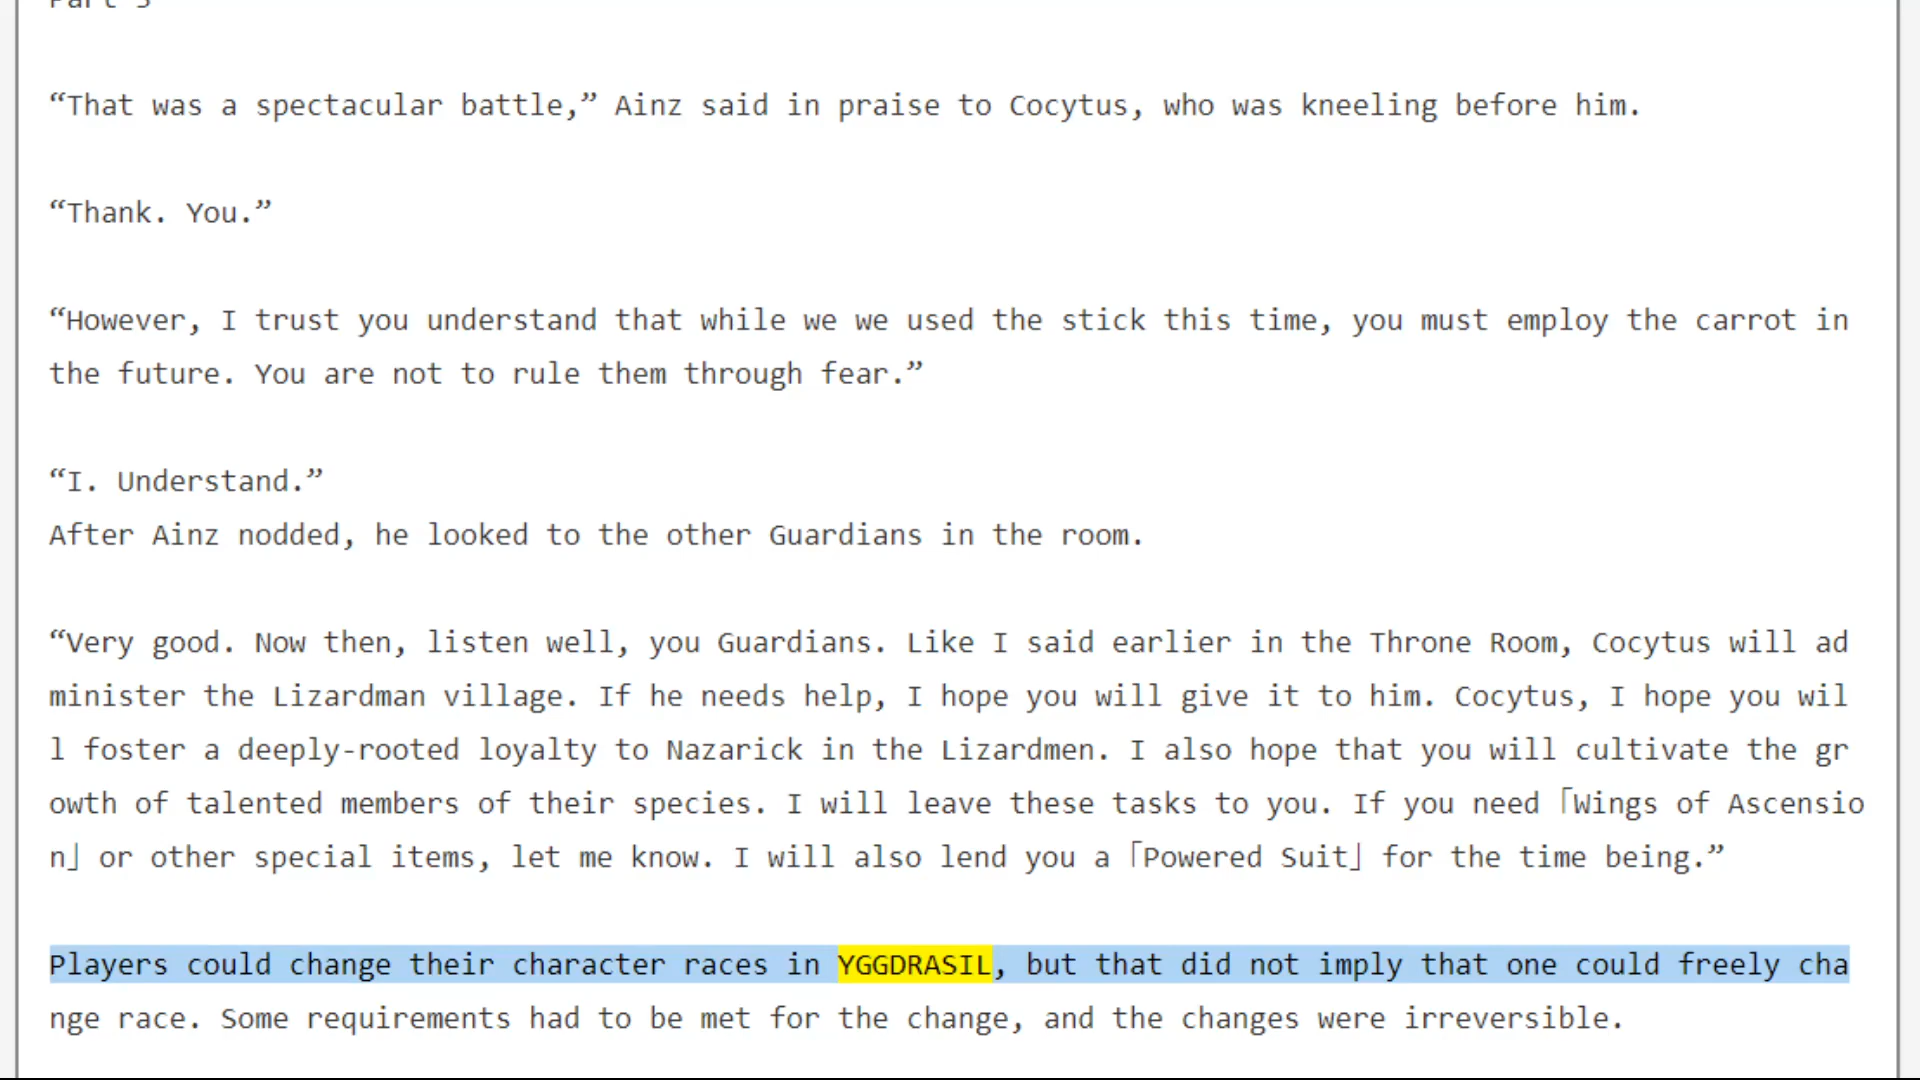 Part 3
“That was a spectacular battle,” Ainz said in praise to Cocytus, who was kneeling before him.
“Thank. You.”
“However, I trust you understand that while we we used the stick this time, you must employ the carrot in
the future. You are not to rule them through fear.”
“I. Understand.”
After Ainz nodded, he looked to the other Guardians in the room.
“Very good. Now then, listen well, you Guardians. Like I said earlier in the Throne Room, Cocytus will ad
minister the Lizardman village. If he needs help, I hope you will give it to him. Cocytus, I hope you wil
l foster a deeply-rooted loyalty to Nazarick in the Lizardmen. I also hope that you will cultivate the gr
owth of talented members of their species. I will leave these tasks to you. If you need「Wings of Ascensio
n」or other special items, let me know. I will also lend you a「Powered Suit」for the time being.”
Players could change their character races in YGGDRASIL, but that did not imply that one could freely cha
nge race. Some requirements had to be met for the change, and the changes were irreversible.